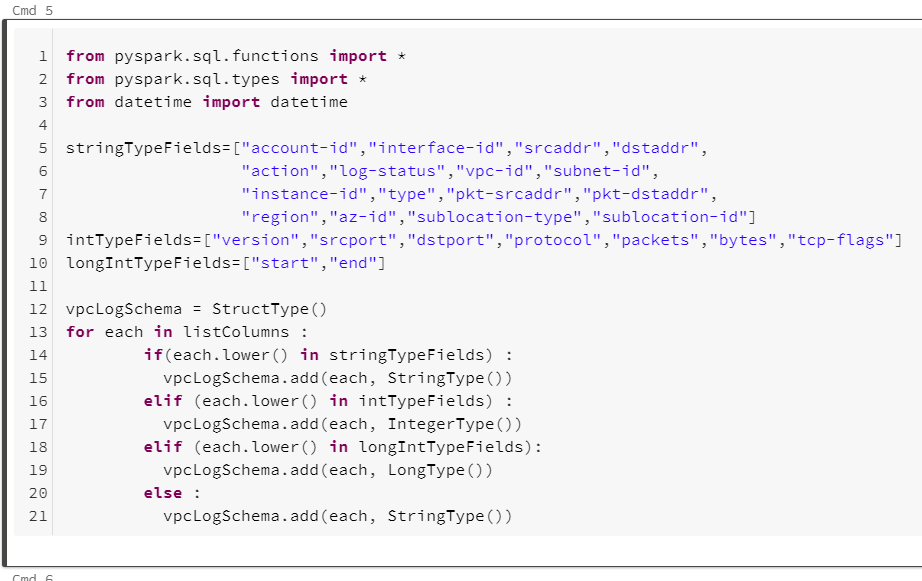 Cmd 5
1 from pyspark.sql.functions import *
2 from pyspark.sql.types import *
3 from datetime import datetime
4
5 stringTypeFields=["account-id","interface-id","srcaddr","dstaddr",
6                   "action","log-status","vpc-id","subnet-id",
7                   "instance-id","type","pkt-srcaddr","pkt-dstaddr",
8                   "region","az-id","sublocation-type","sublocation-id"]
9 intTypeFields=["version","srcport","dstport","protocol","packets","bytes","tcp-flags"]
10 longIntTypeFields=["start","end"]
11
12 vpcLogSchema = StructType()
13 for each in listColumns :
14         if(each.lower() in stringTypeFields) :
15           vpcLogSchema.add(each, StringType())
16         elif (each.lower() in intTypeFields) :
17           vpcLogSchema.add(each, IntegerType())
18         elif (each.lower() in longIntTypeFields):
19           vpcLogSchema.add(each, LongType())
20         else :
21           vpcLogSchema.add(each, StringType())
Cmd 6